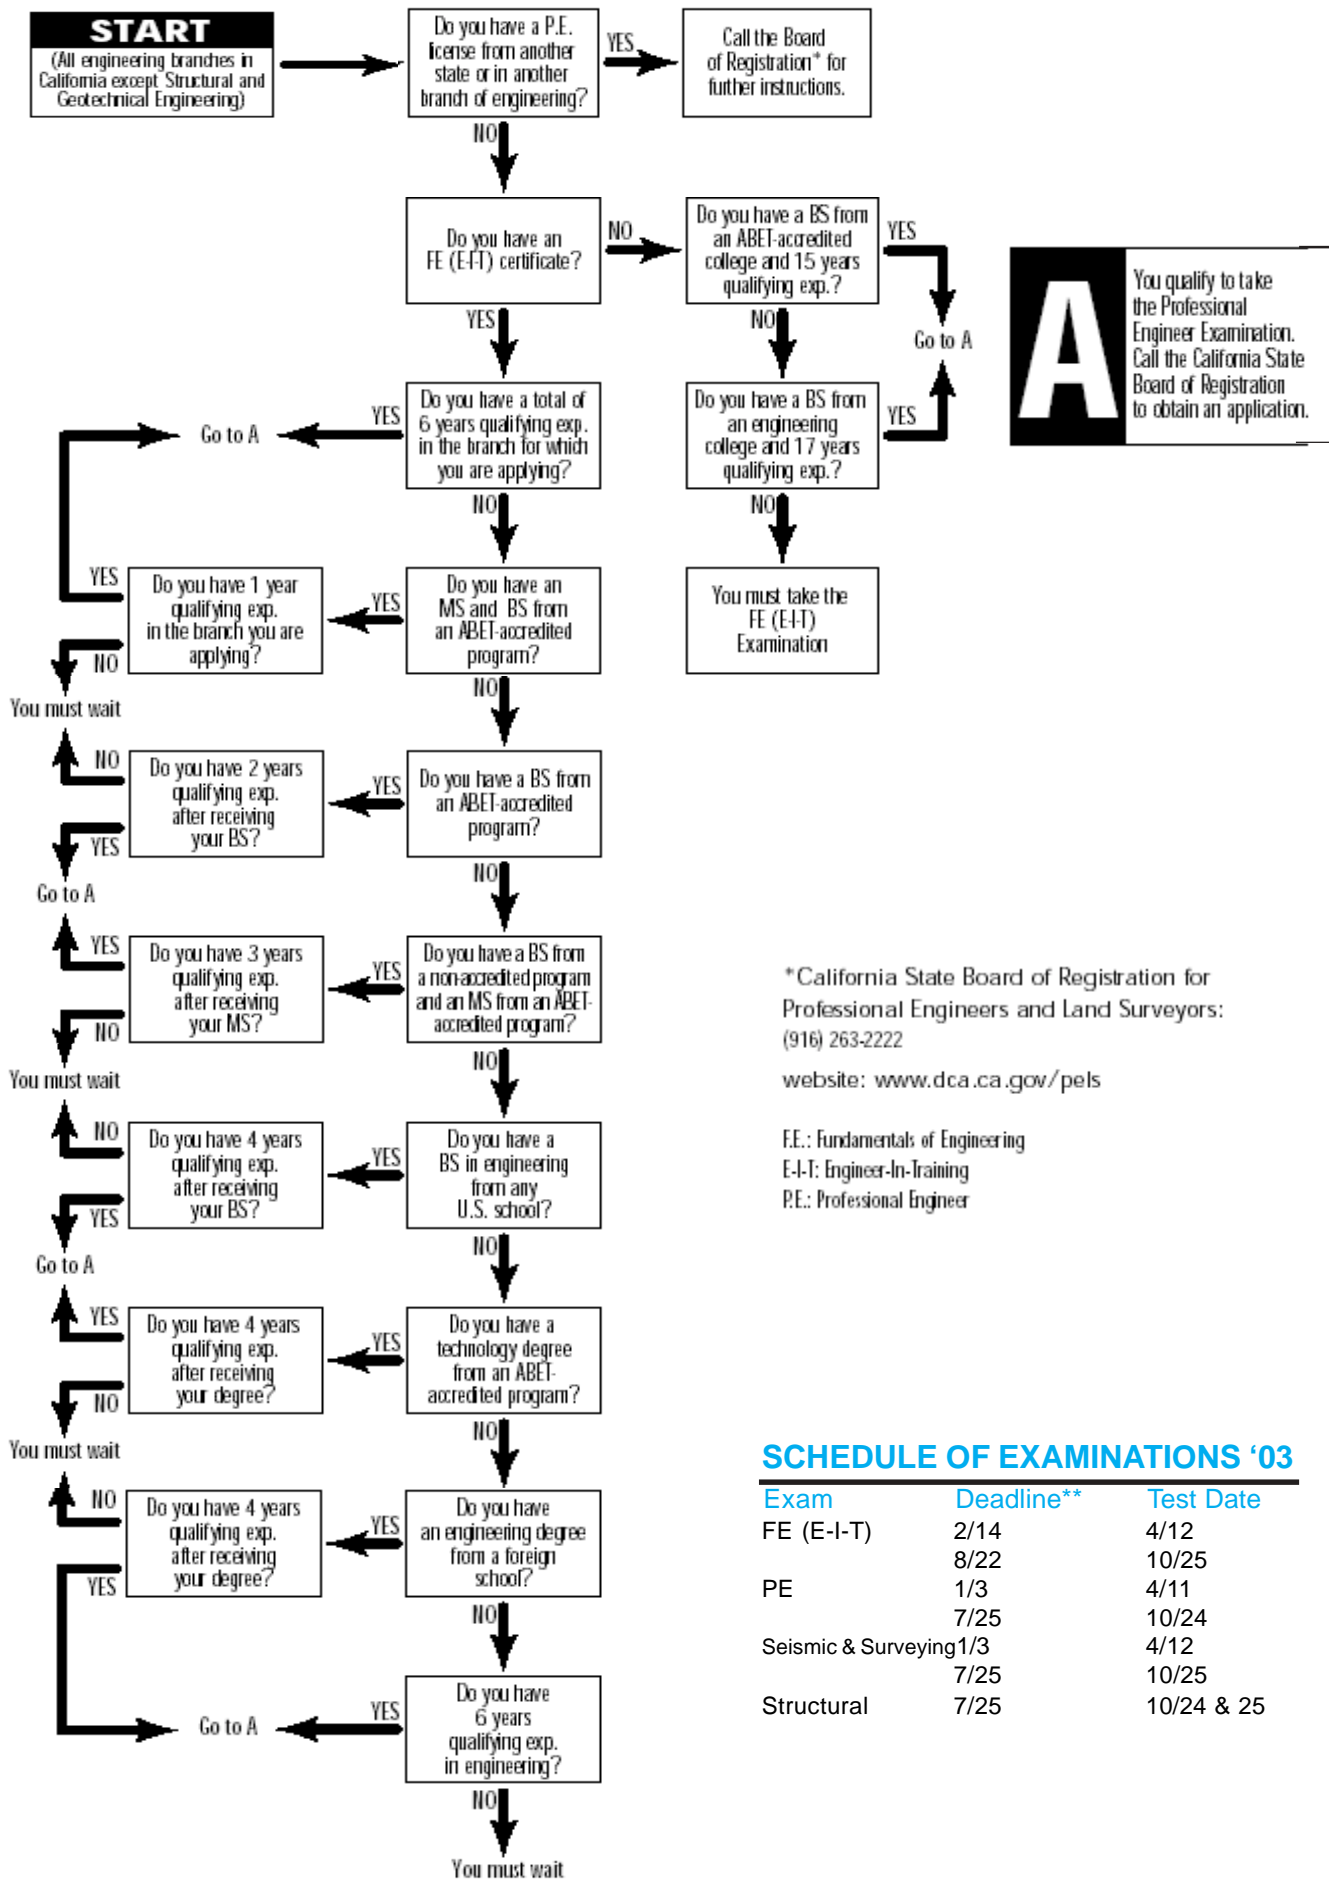 START
(All engineering branches in
California except Structural and
Geotechnical Engineering)
Do you have a P.E.
license from another
state or in another
branch of engineering?
YES
Call the Board
of Registration* for
further instructions.
NO
Do you have an
FE (E-I-T) certificate?
NO
Do you have a BS from
an ABET-accredited
college and 15 years
qualifying exp.?
YES
Go to A
A
You qualify to take
the Professional
Engineer Examination.
Call the California State
Board of Registration
to obtain an application.
YES
NO
Do you have a total of
6 years qualifying exp.
in the branch for which
you are applying?
YES
Go to A
Do you have a BS from
an engineering
college and 17 years
qualifying exp.?
YES
NO
NO
You must take the
FE (E-I-T)
Examination
Do you have an
MS and BS from
an ABET-accredited
program?
YES
Do you have 1 year
qualifying exp.
in the branch you are
applying?
YES
NO
You must wait
NO
Do you have a BS from
an ABET-accredited
program?
YES
Do you have 2 years
qualifying exp.
after receiving
your BS?
NO
YES
Go to A
NO
Do you have a BS from
a non-accredited program
and an MS from an ABET-
accredited program?
YES
Do you have 3 years
qualifying exp.
after receiving
your MS?
YES
NO
You must wait
NO
Do you have a
BS in engineering
from any
U.S. school?
YES
Do you have 4 years
qualifying exp.
after receiving
your BS?
NO
YES
Go to A
NO
Do you have a
technology degree
from an ABET-
accredited program?
YES
Do you have 4 years
qualifying exp.
after receiving
your degree?
YES
NO
You must wait
NO
Do you have
an engineering degree
from a foreign
school?
YES
Do you have 4 years
qualifying exp.
after receiving
your degree?
NO
YES
NO
Do you have
6 years
qualifying exp.
in engineering?
YES
Go to A
NO
You must wait
*California State Board of Registration for
Professional Engineers and Land Surveyors:
(916) 263-2222
website: www.dca.ca.gov/pels
F.E.: Fundamentals of Engineering
E-I-T: Engineer-In-Training
P.E.: Professional Engineer
SCHEDULE OF EXAMINATIONS ‘03
Exam Deadline** Test Date
FE (E-I-T) 2/14 4/12
8/22 10/25
PE 1/3 4/11
7/25 10/24
Seismic & Surveying 1/3 4/12
7/25 10/25
Structural 7/25 10/24 & 25